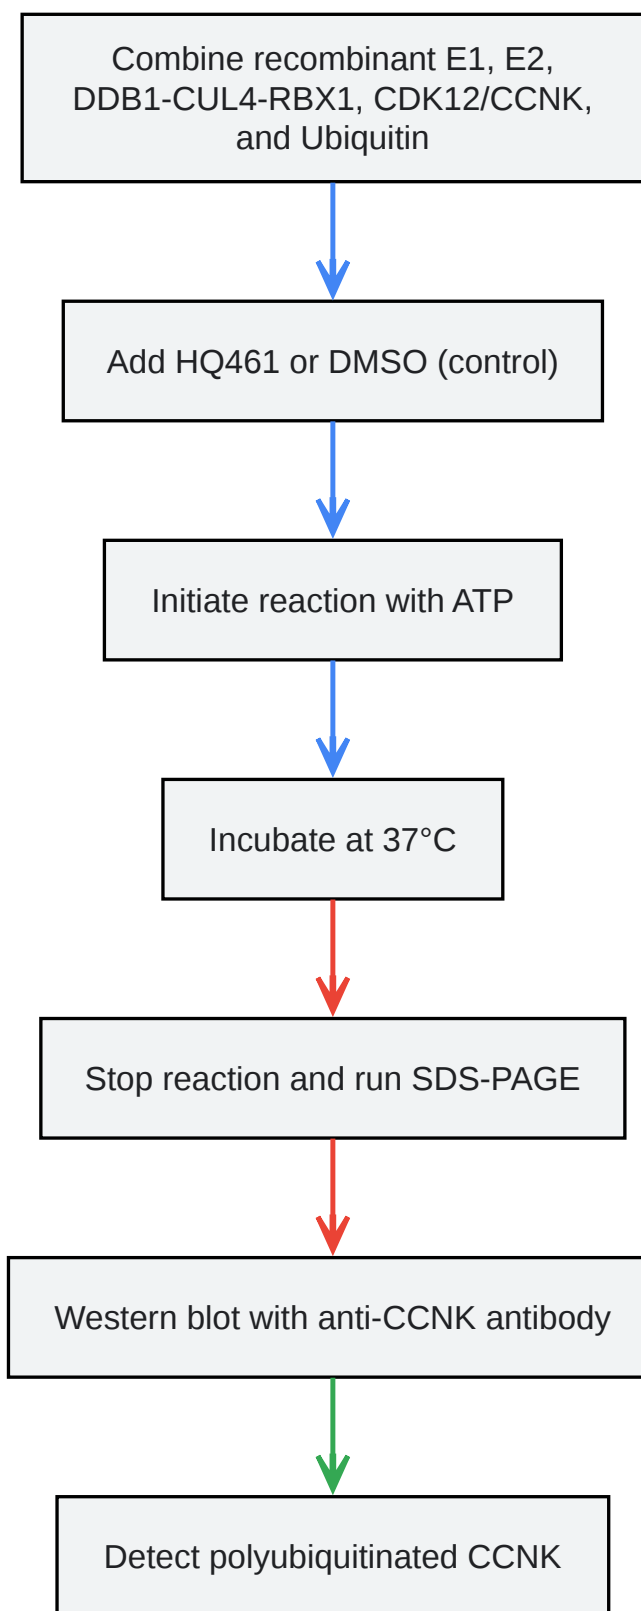 Combine recombinant E1, E2,
DDB1-CUL4-RBX1, CDK12/CCNK,
and Ubiquitin
Add HQ461 or DMSO (control)
Initiate reaction with ATP
Incubate at 37°C
Stop reaction and run SDS-PAGE
Western blot with anti-CCNK antibody
Detect polyubiquitinated CCNK